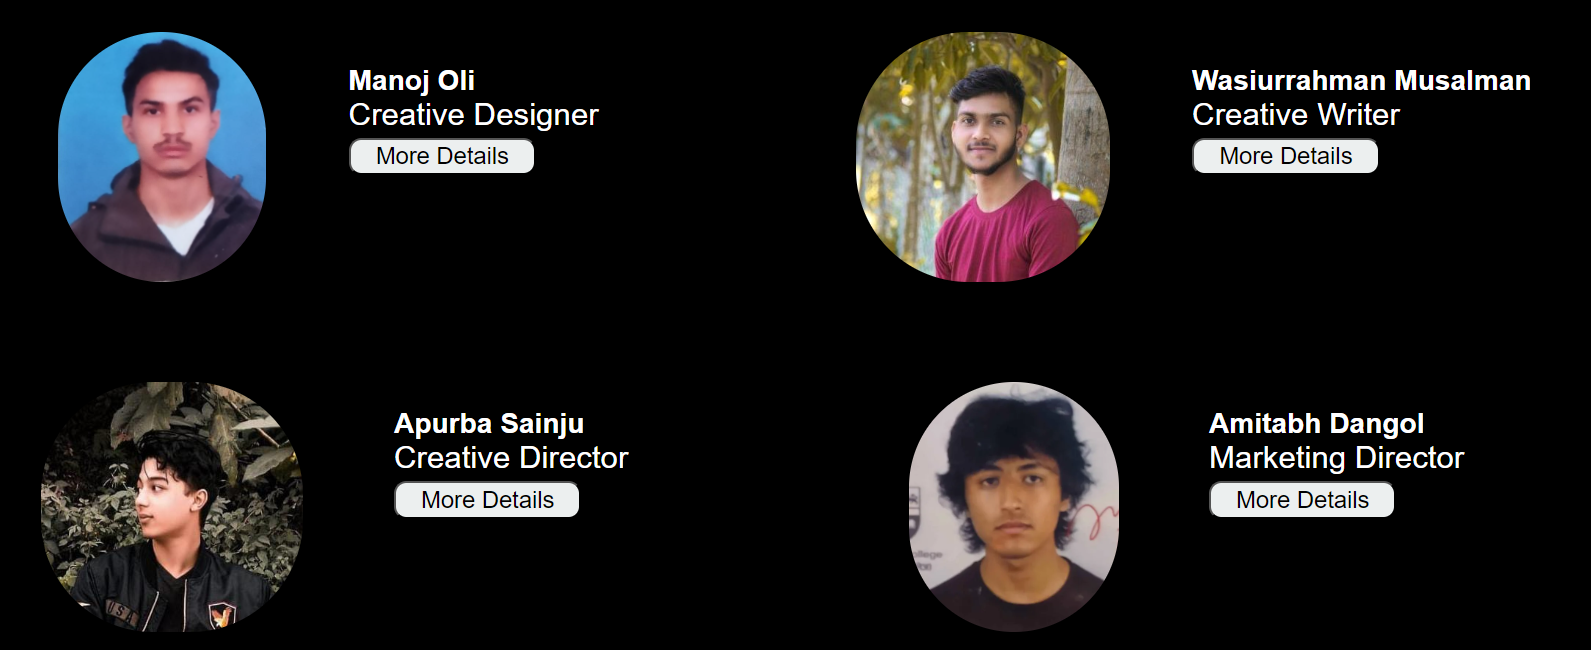 Manoj Oli
Creative Designer
More Details
Wasiurrahman Musalman
Creative Writer
More Details
Apurba Sainju
Creative Director
More Details
USA
Amitabh Dangol
Marketing Director
More Details